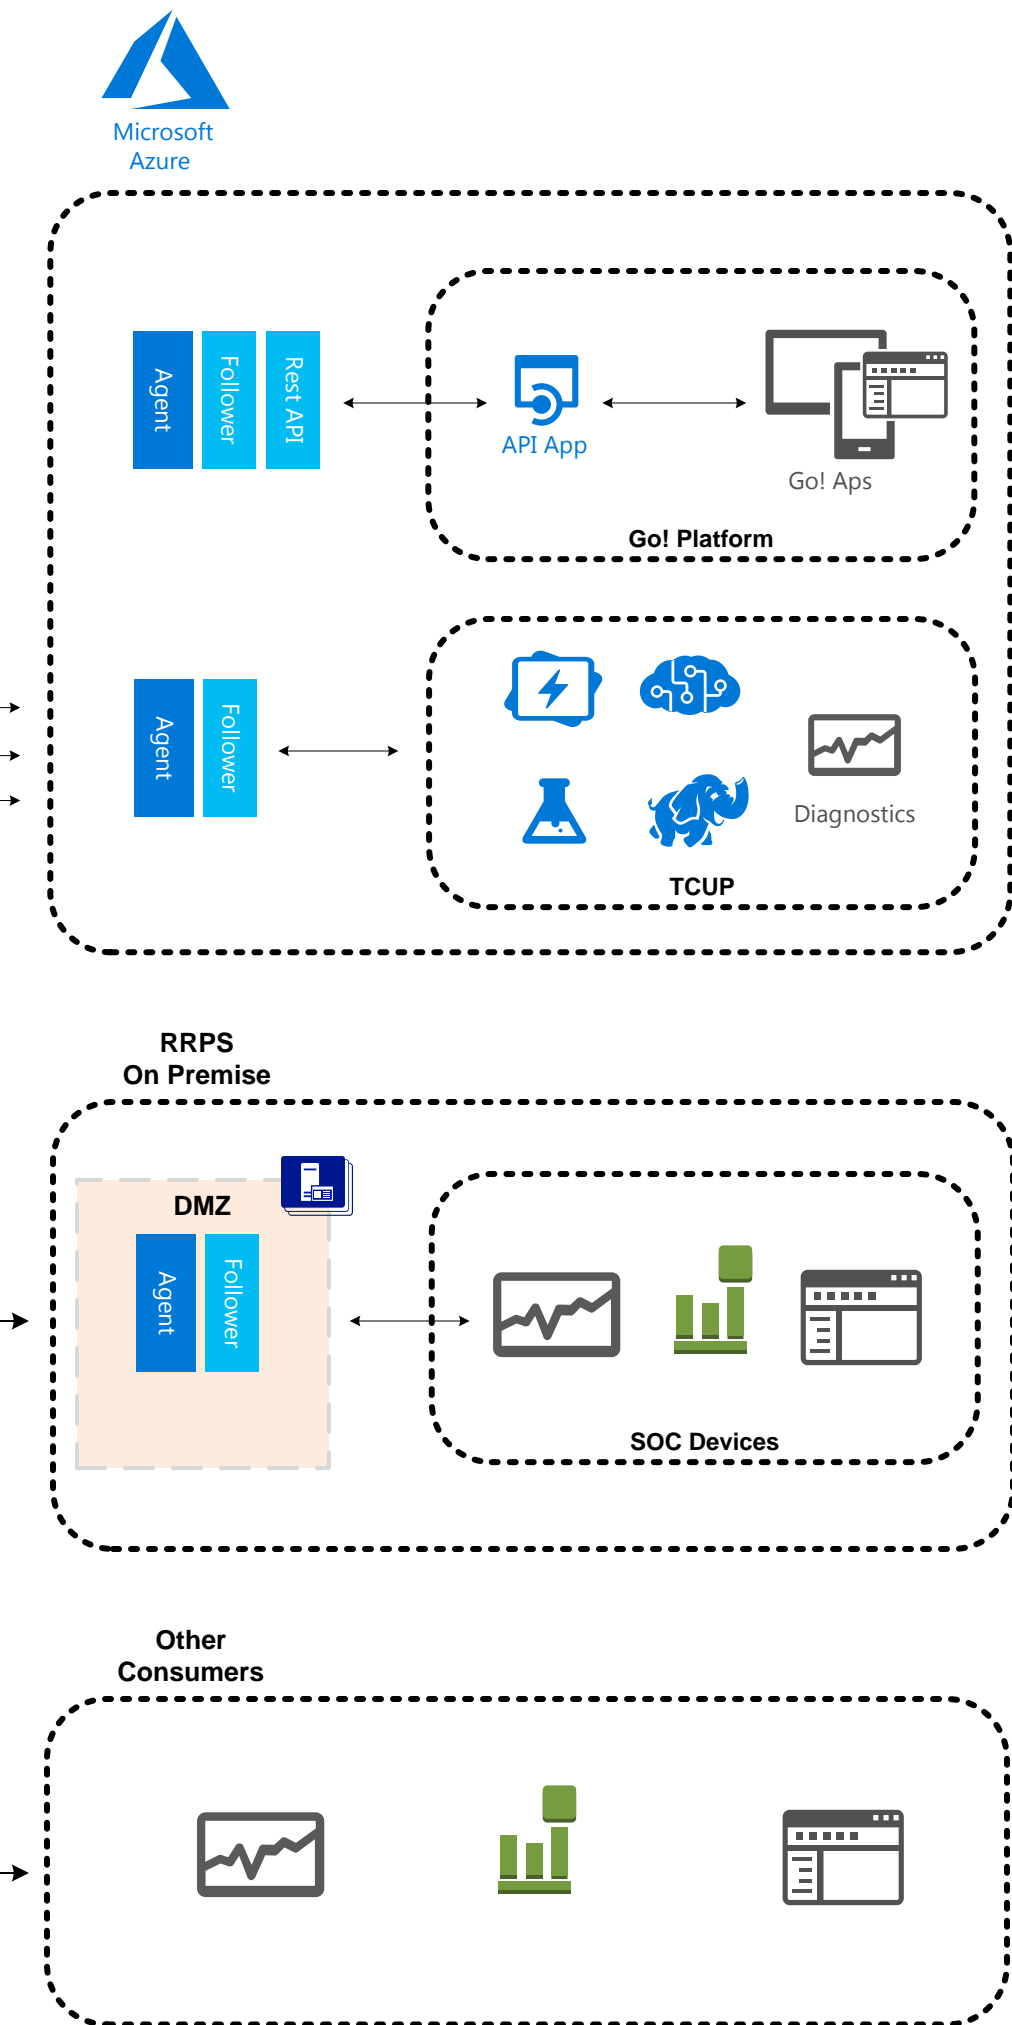 Microsoft
Azure
Agent
Follower
Rest API
API App
Go! Aps
Go! Platform
Agent
Follower
Diagnostics
TCUP
RRPS
On Premise
DMZ
Agent
Follower
SOC Devices
Other
Consumers